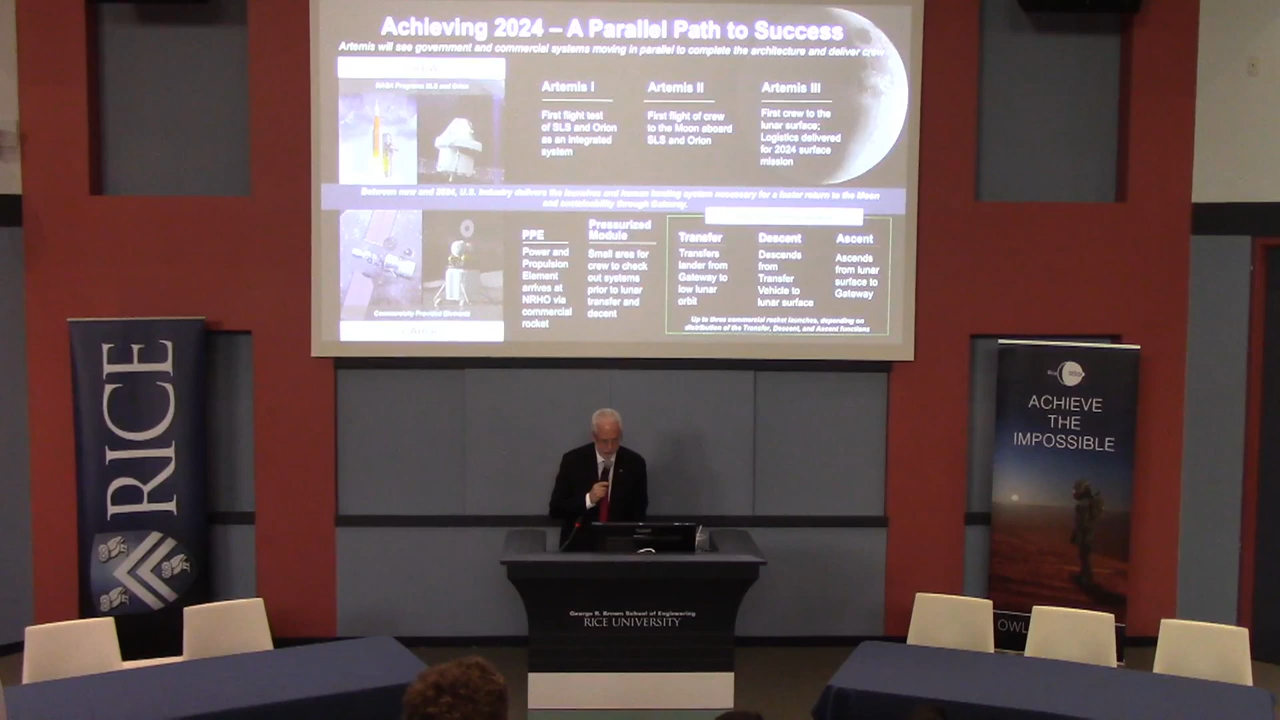 Achieving 2024 – A Parallel Path to Success
Artemis will see government and commercial systems moving in parallel to complete the architecture and deliver crew
NASA Programs SLS and Orion
Artemis I
First flight test
of SLS and Orion
as an integrated
system
Artemis II
First flight of crew
to the Moon aboard
SLS and Orion
Artemis III
First crew to the
lunar surface;
Logistics delivered
for 2024 surface
mission
Between now and 2024, U.S. industry delivers the launches and human landing system necessary for a faster return to the Moon
and sustainability through Gateway.
Commercially Provided Elements
PPE
Power and
Propulsion
Element
arrives at
NRHO via
commercial
rocket
Pressurized
Module
Small area for
crew to check
out systems
prior to lunar
transfer and
decent
Transfer
Transfers
lander from
Gateway to
low lunar
orbit
Descent
Descends
from
Transfer
Vehicle to
lunar surface
Ascent
Ascends
from lunar
surface to
Gateway
Up to three commercial rocket launches, depending on
distribution of the Transfer, Descent, and Ascent functions
RICE
ACHIEVE
THE
IMPOSSIBLE
OWL
George R. Brown School of Engineering
RICE UNIVERSITY